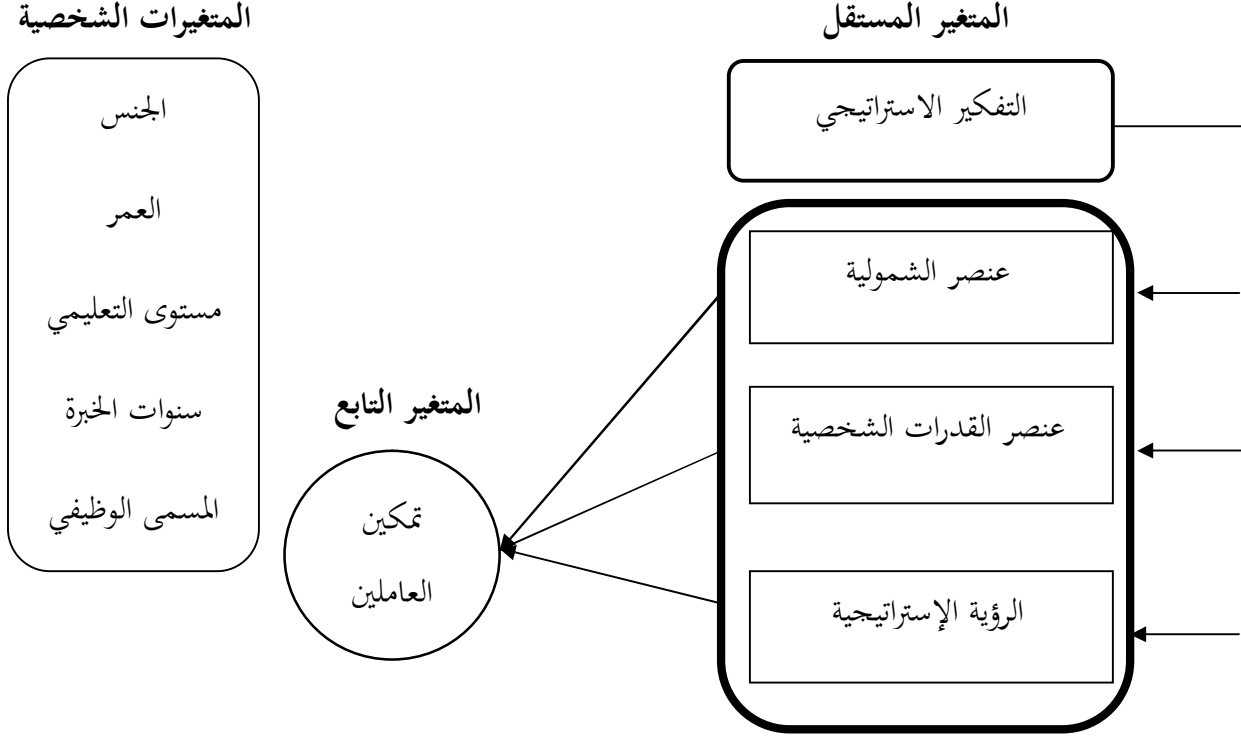 المتغير المستقل
التفكير الاستراتيجي
عنصر الشمولية
عنصر القدرات الشخصية
الرؤية الإستراتيجية
المتغير التابع
تمكين
العاملين
المتغيرات الشخصية
الجنس
العمر
مستوى التعليمي
سنوات الخبرة
المسمى الوظيفي